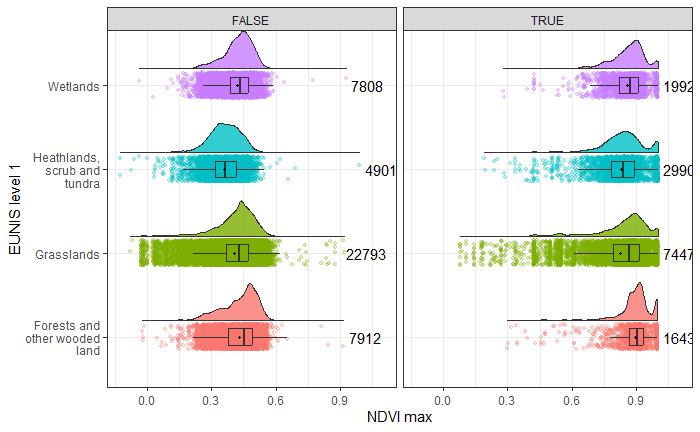 FALSE
TRUE
EUNIS level 1
Wetlands
7808
1992
Heathlands,
scrub and
tundra
4901
2990
Grasslands
22793
7447
Forests and
other wooded
land
7912
1643
0.0 0.3 0.6 0.9
0.0 0.3 0.6 0.9
NDVI max